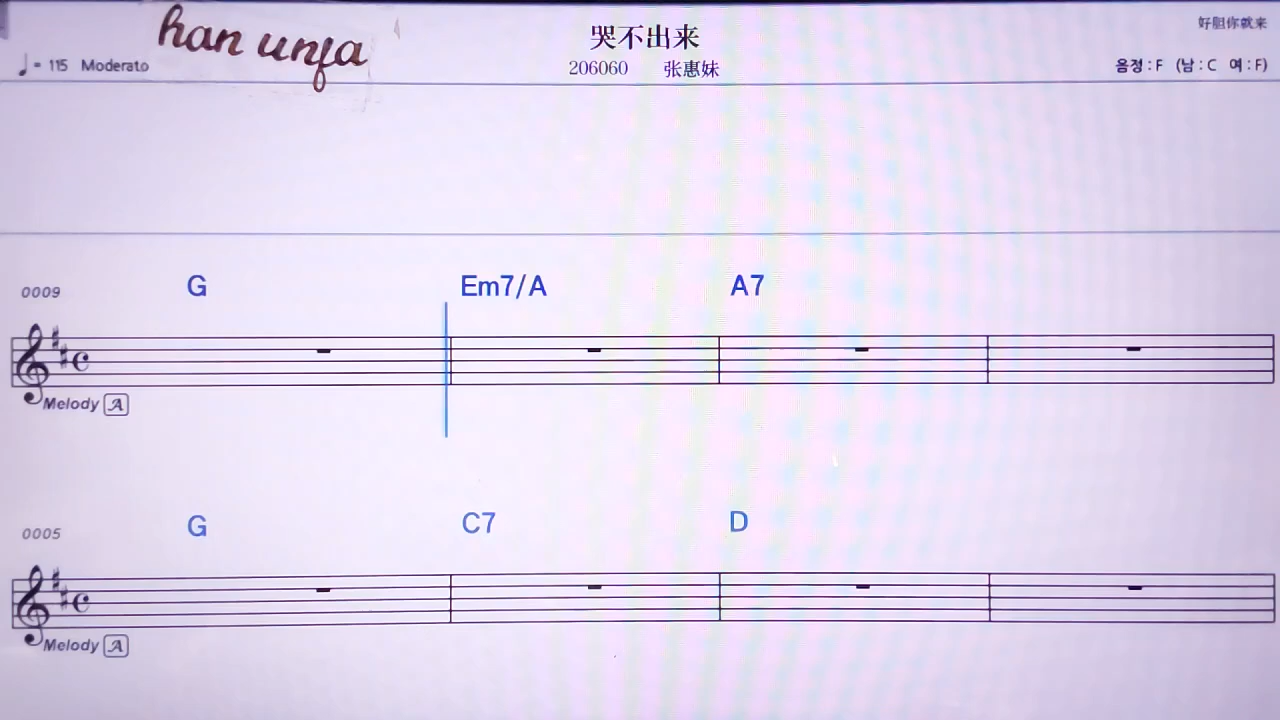 han unfa
哭不出来
好胆你就来
♩= 115 Moderato
206060 张惠妹
음정 : F (남 : C 여 : F)
0009 G Em7/A A7
Melody A
0005 G C7 D
Melody A